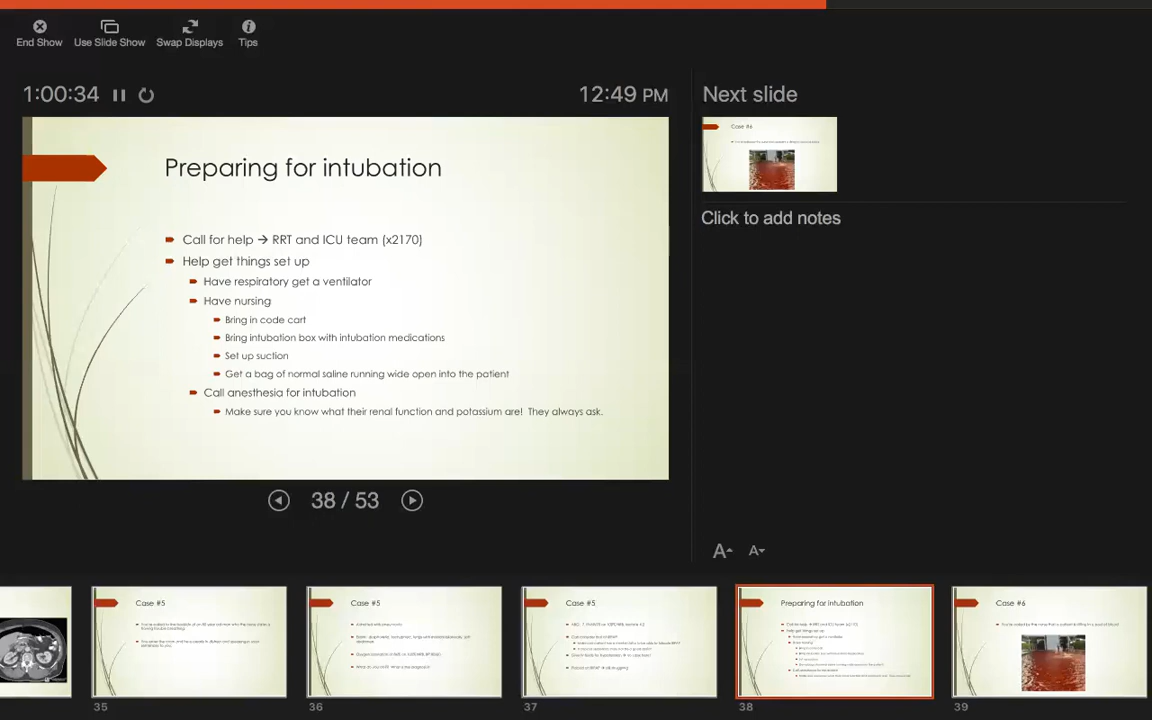 End Show
Use Slide Show
Swap Displays
Tips
1:00:34
12:49 PM
Next slide
Preparing for intubation
Call for help → RRT and ICU team (x2170)
Help get things set up
Have respiratory get a ventilator
Have nursing
Bring in code cart
Bring intubation box with intubation medications
Set up suction
Get a bag of normal saline running wide open into the patient
Call anesthesia for intubation
Make sure you know what their renal function and potassium are! They always ask.
Case #6
Click to add notes
38 / 53
A A
Case #5
35
Case #5
36
Case #5
37
Preparing for intubation
38
Case #6
39